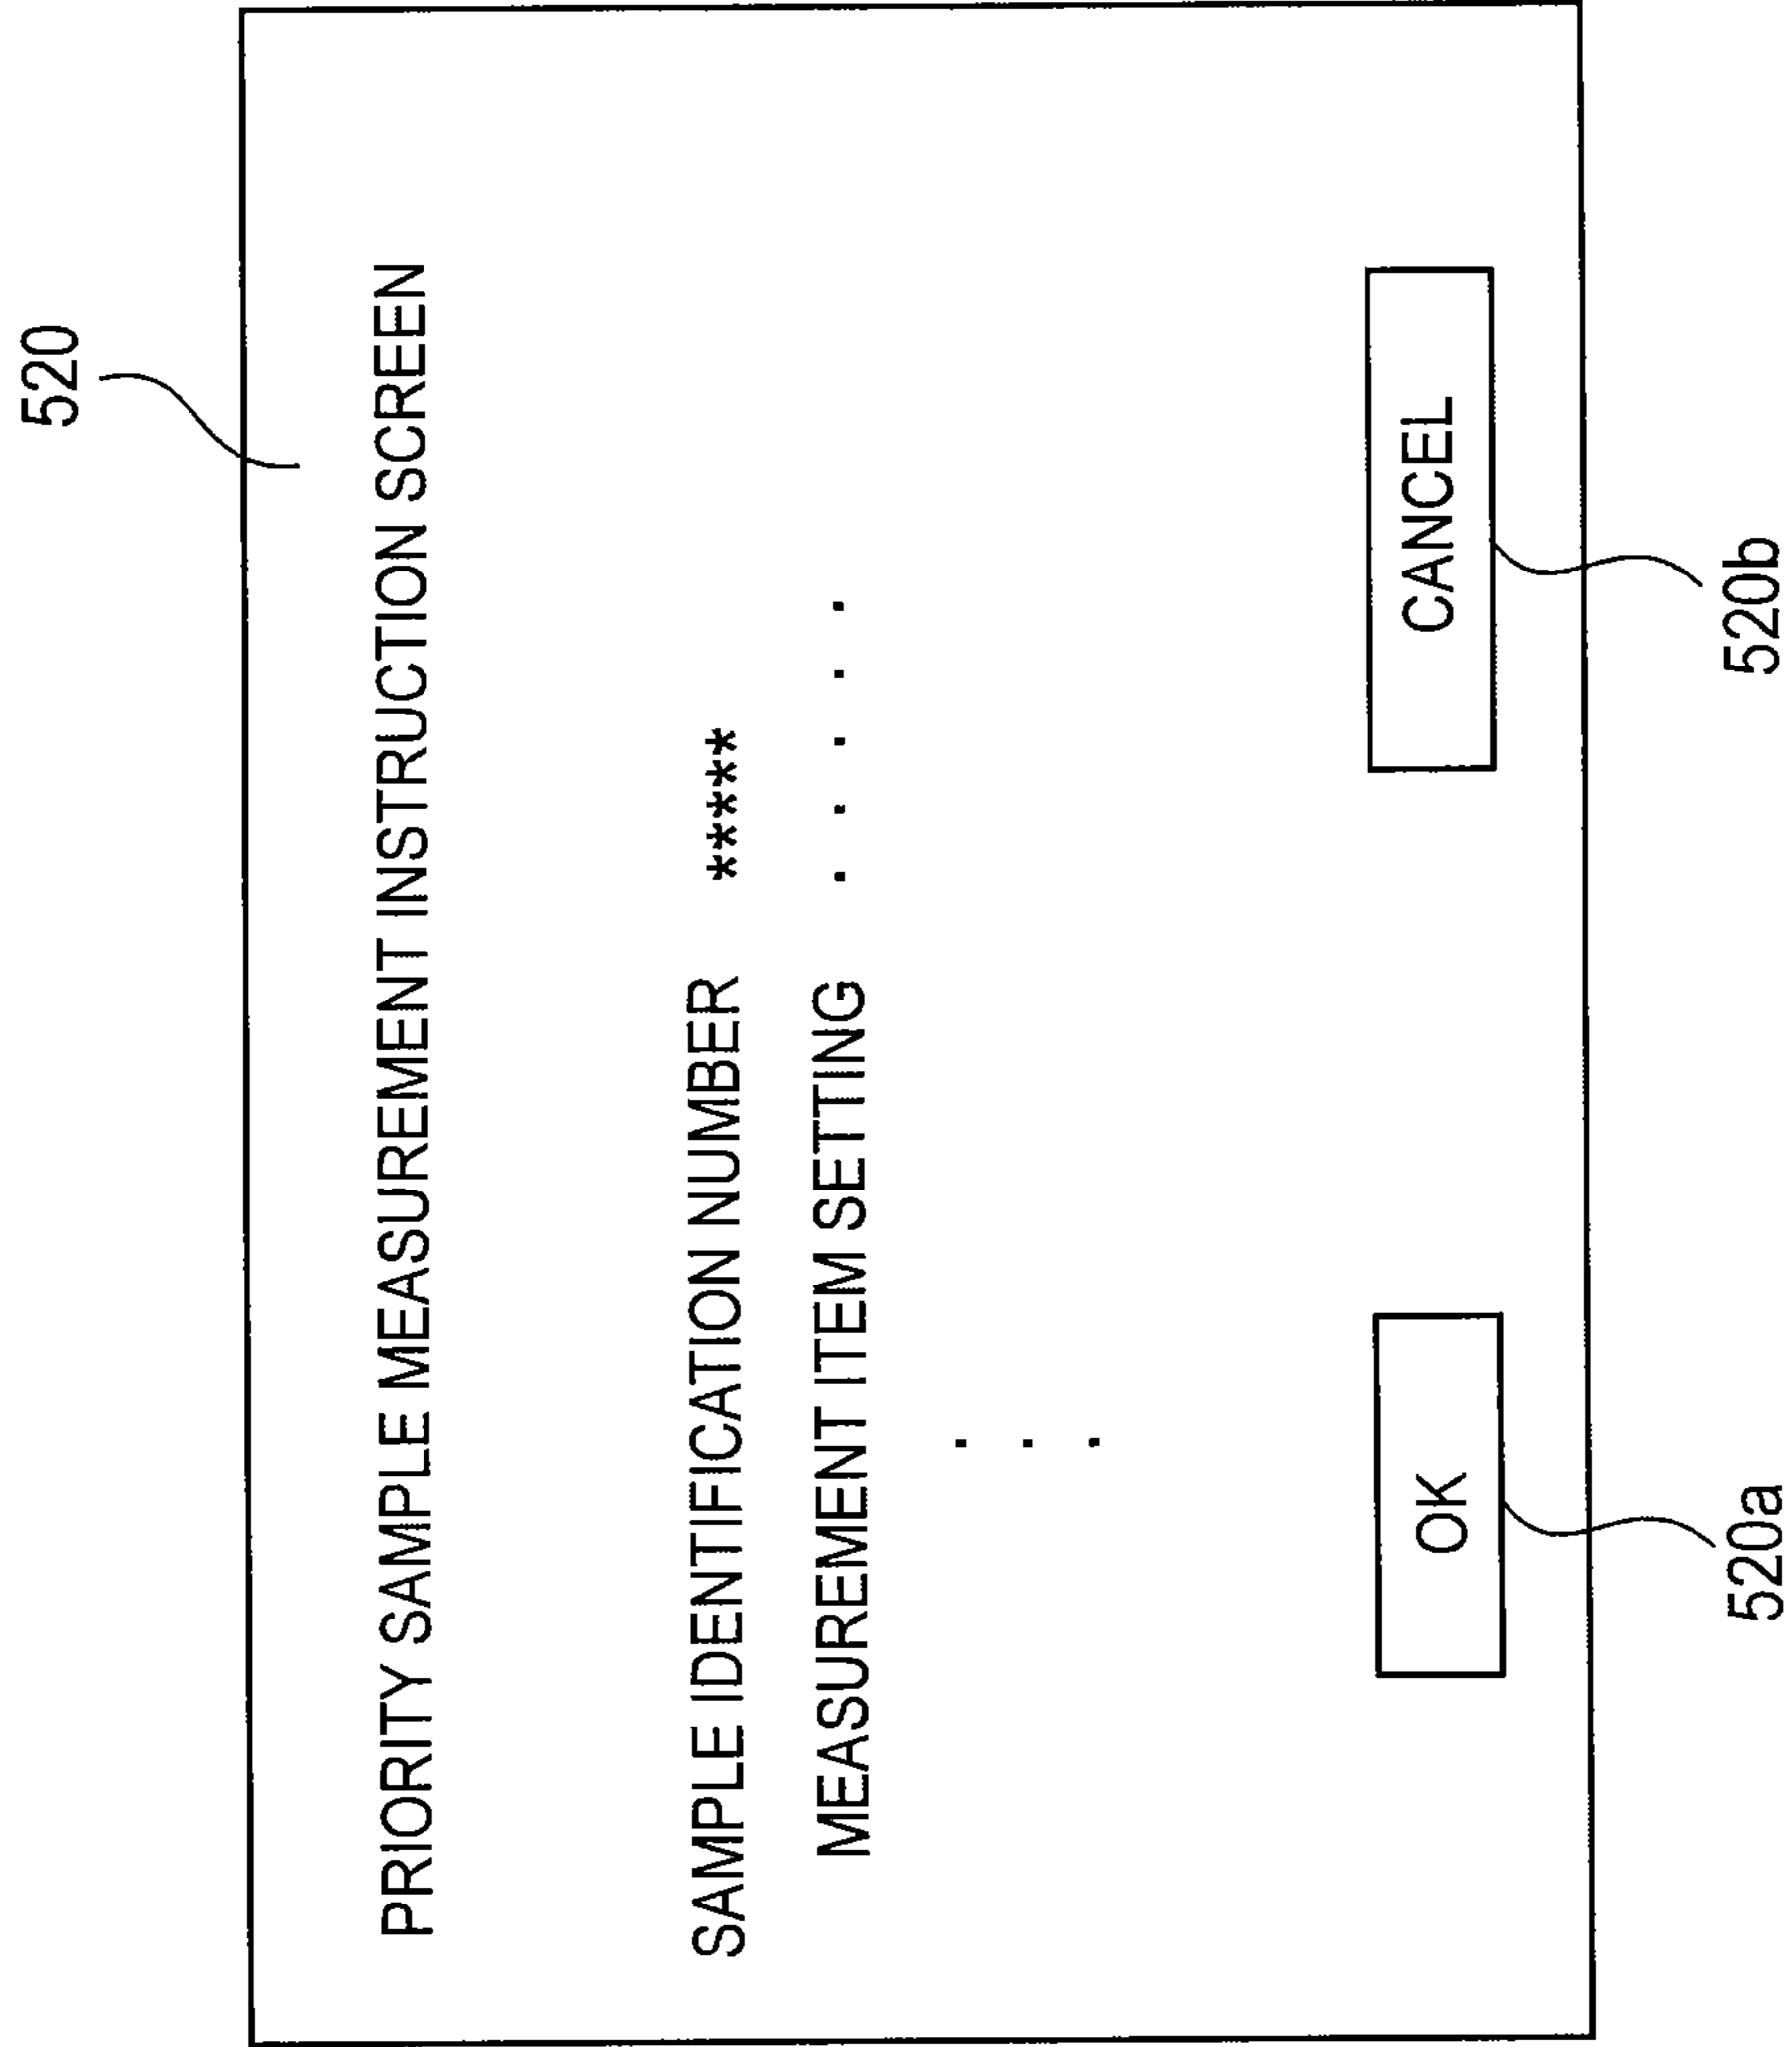 520
PRIORITY SAMPLE MEASUREMENT INSTRUCTION SCREEN
SAMPLE IDENTIFICATION NUMBER *****
MEASUREMENT ITEM SETTING . . . . .
.
.
.
OK
CANCEL
520a
520b